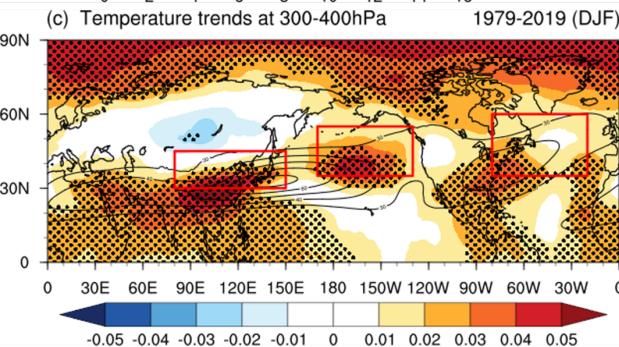 (c) Temperature trends at 300-400hPa 1979-2019 (DJF)
90N
60N
30N
0
0 30E 60E 90E 120E 150E 180 150W 120W 90W 60W 30W 0
-0.05 -0.04 -0.03 -0.02 -0.01 0 0.01 0.02 0.03 0.04 0.05